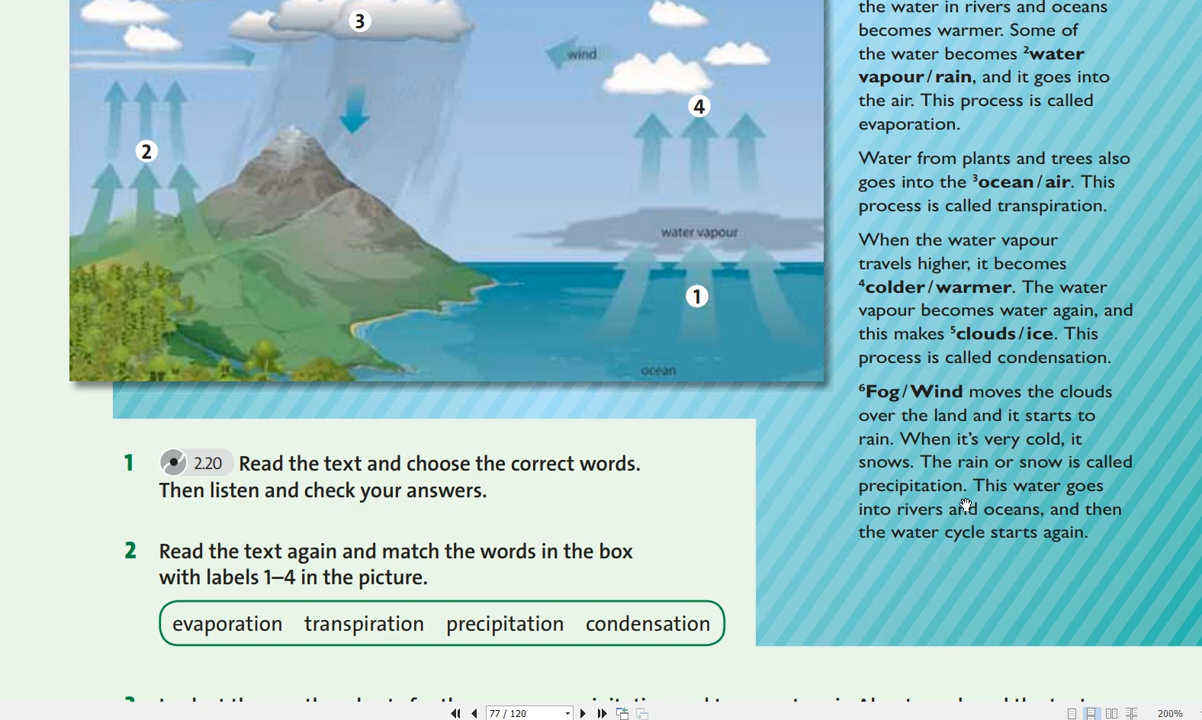 3
wind
4
2
water vapour
1
ocean
the water in rivers and oceans
becomes warmer. Some of
the water becomes ²water
vapour/rain, and it goes into
the air. This process is called
evaporation.
Water from plants and trees also
goes into the ³ocean/air. This
process is called transpiration.
When the water vapour
travels higher, it becomes
⁴colder/warmer. The water
vapour becomes water again, and
this makes ⁵clouds/ice. This
process is called condensation.
⁶Fog/Wind moves the clouds
over the land and it starts to
rain. When it's very cold, it
snows. The rain or snow is called
precipitation. This water goes
into rivers and oceans, and then
the water cycle starts again.
1 2.20 Read the text and choose the correct words.
Then listen and check your answers.
2 Read the text again and match the words in the box
with labels 1–4 in the picture.
evaporation transpiration precipitation condensation
77 / 120
200%